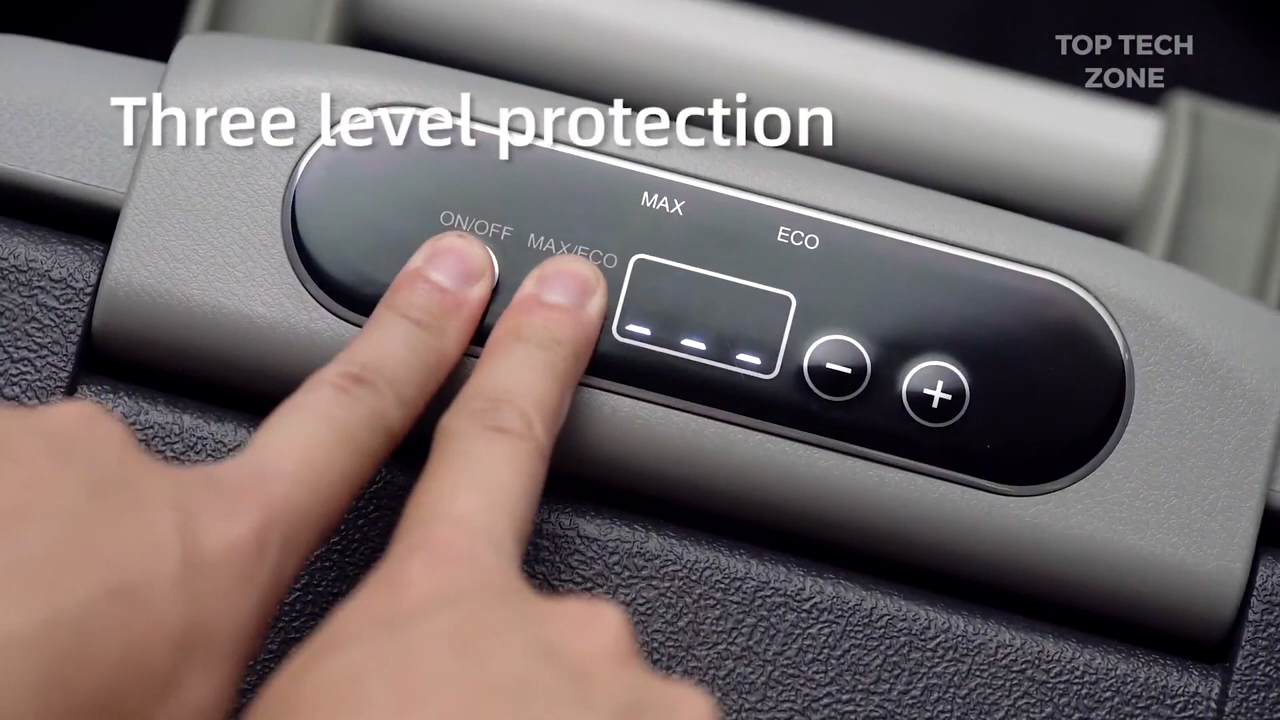 TOP TECH
ZONE
Three level protection
MAX
ECO
ON/OFF
MAX/ECO